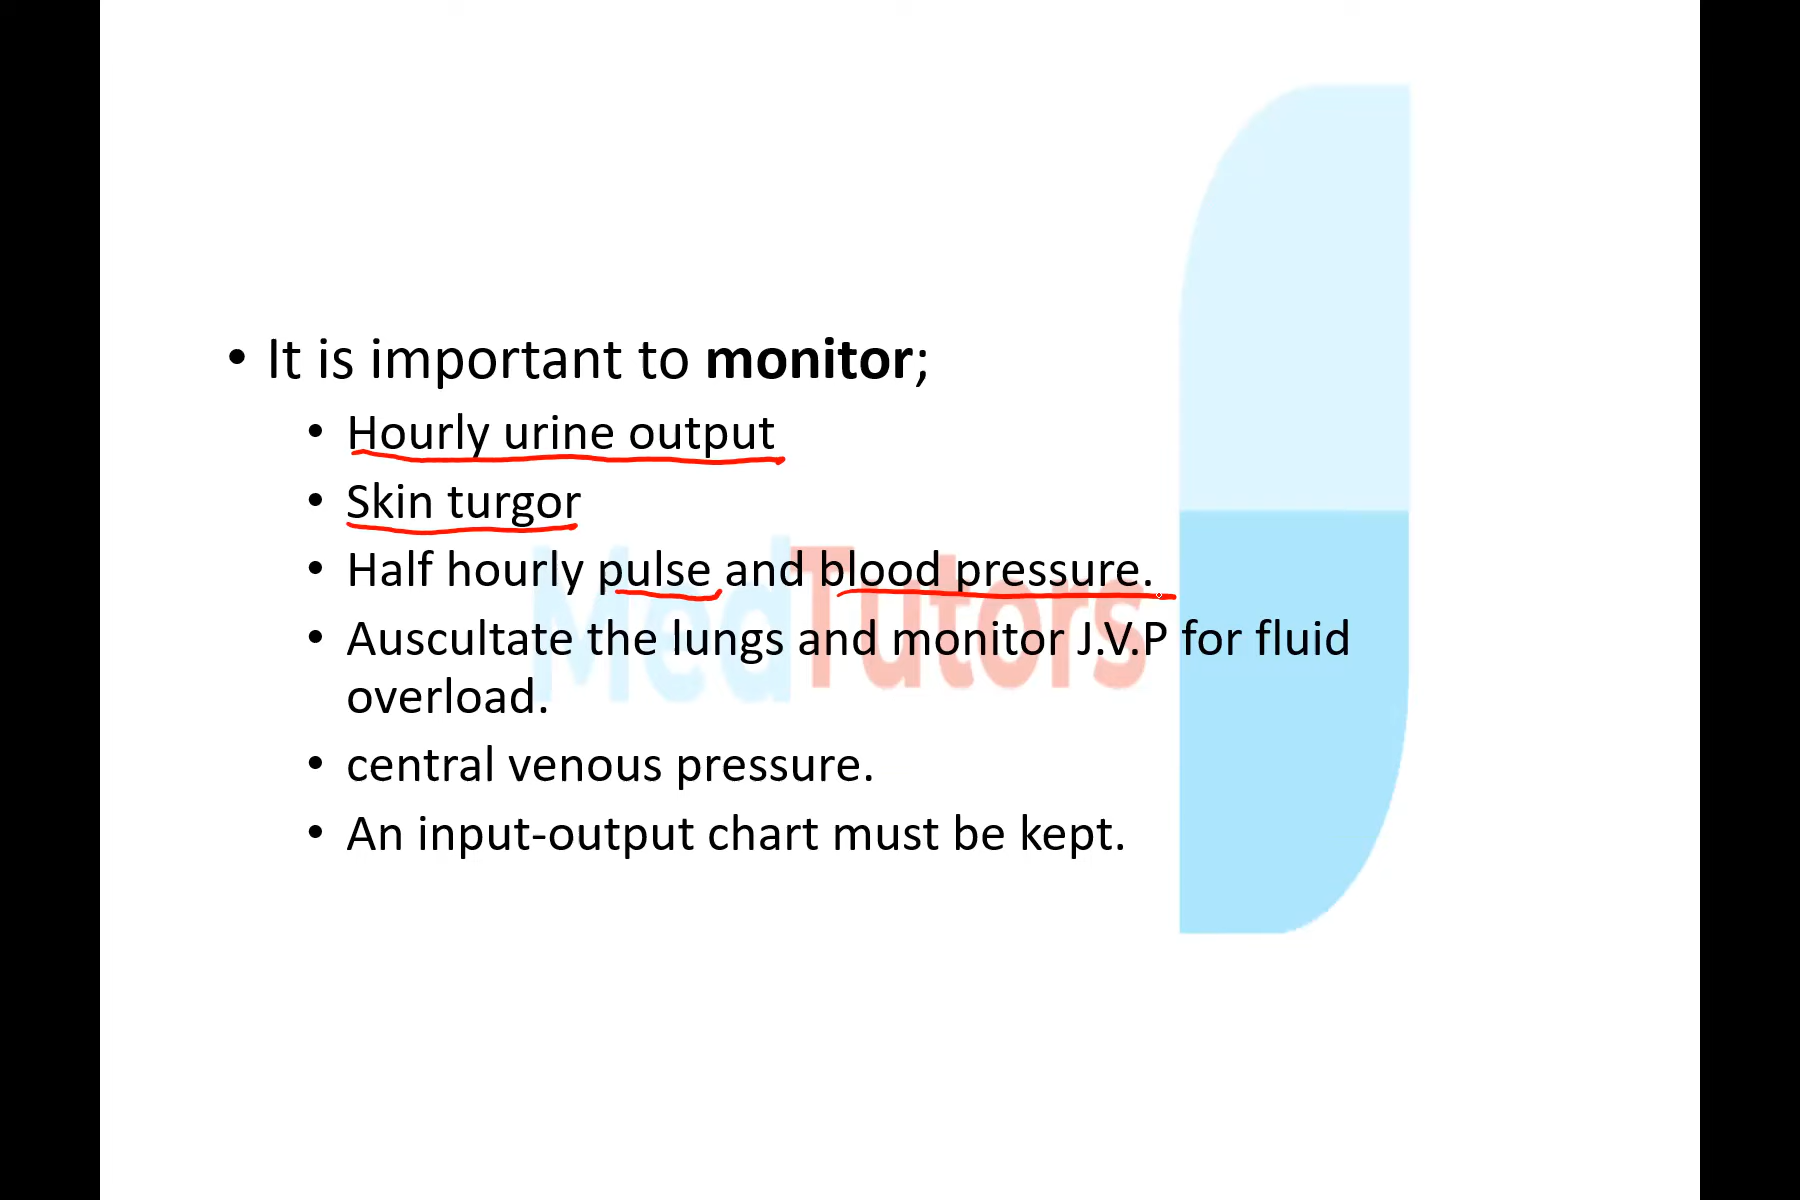 • It is important to monitor;
• Hourly urine output
• Skin turgor
• Half hourly pulse and blood pressure.
• Auscultate the lungs and monitor J.V.P for fluid
overload.
• central venous pressure.
• An input-output chart must be kept.
MedTutors